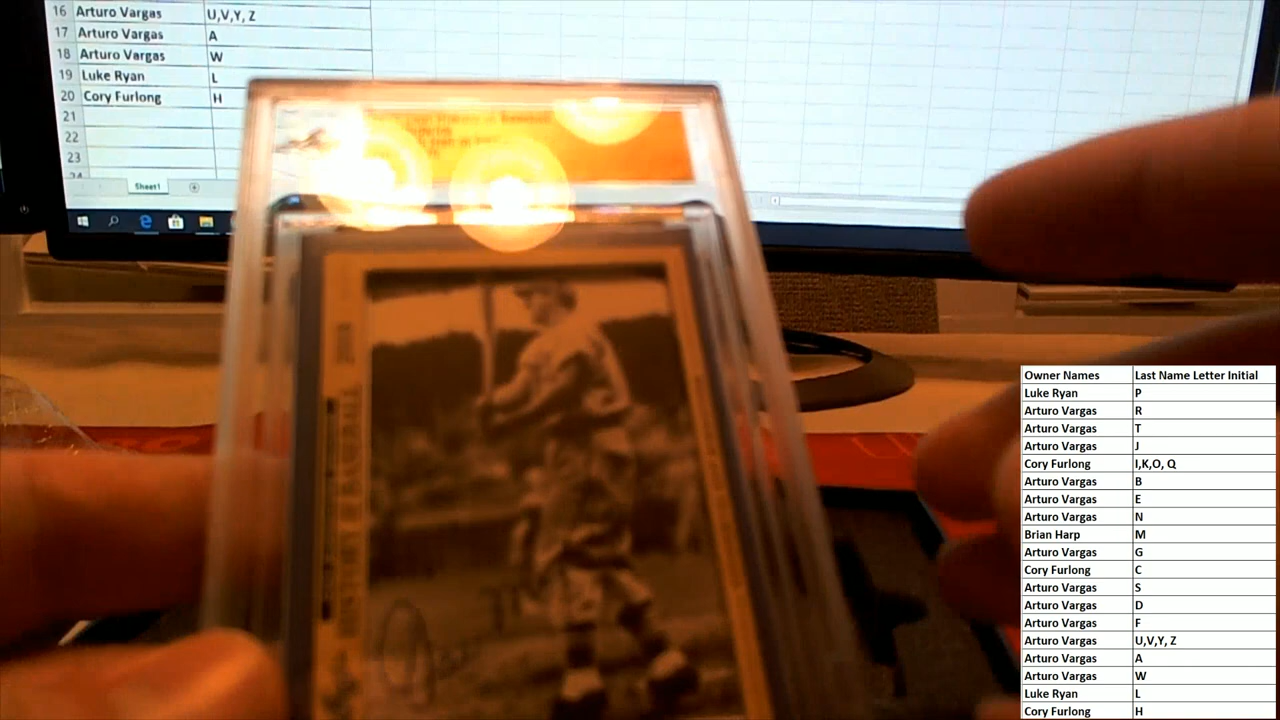 16 Arturo Vargas U,V,Y, Z
17 Arturo Vargas A
18 Arturo Vargas W
19 Luke Ryan L
20 Cory Furlong H
21
22
23
Sheet1
Owner Names Last Name Letter Initial
Luke Ryan P
Arturo Vargas R
Arturo Vargas T
Arturo Vargas J
Cory Furlong I,K,O, Q
Arturo Vargas B
Arturo Vargas E
Arturo Vargas N
Brian Harp M
Arturo Vargas G
Cory Furlong C
Arturo Vargas S
Arturo Vargas D
Arturo Vargas F
Arturo Vargas U,V,Y, Z
Arturo Vargas A
Arturo Vargas W
Luke Ryan L
Cory Furlong H